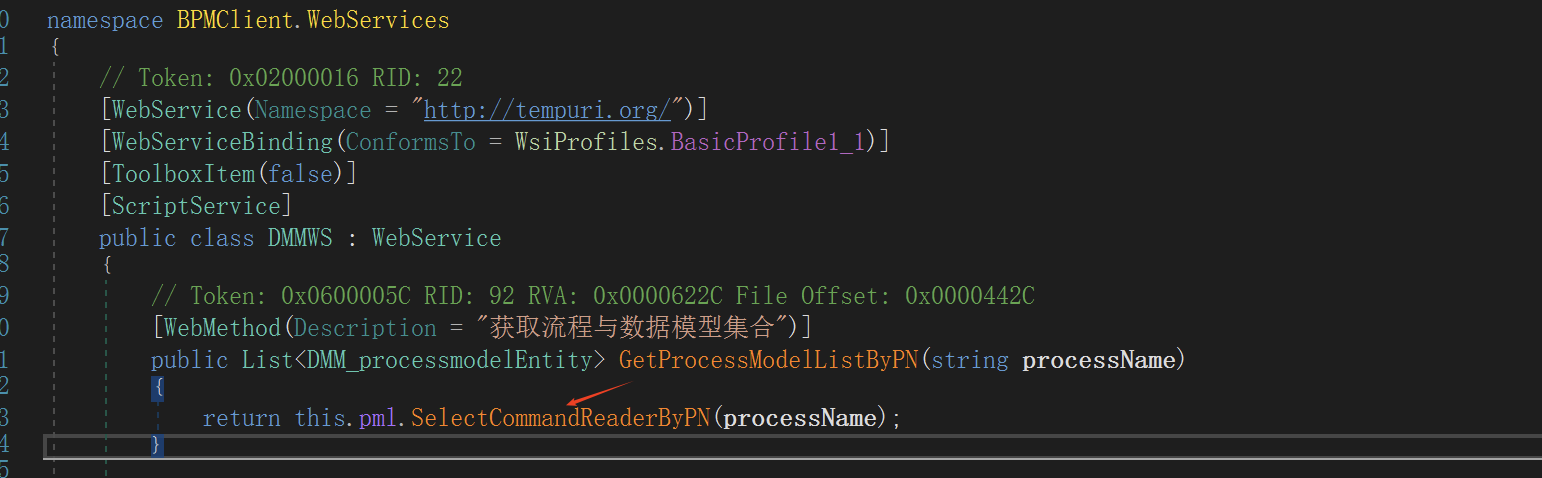 0 namespace BPMClient.WebServices
1 {
2 // Token: 0x02000016 RID: 22
3 [WebService(Namespace = "http://tempuri.org/")]
4 [WebServiceBinding(ConformsTo = WsiProfiles.BasicProfile1_1)]
5 [ToolboxItem(false)]
6 [ScriptService]
7 public class DMMWS : WebService
8 {
9 // Token: 0x0600005C RID: 92 RVA: 0x0000622C File Offset: 0x0000442C
0 [WebMethod(Description = "获取流程与数据模型集合")]
1 public List<DMM_processmodelEntity> GetProcessModelListByPN(string processName)
2 {
3 return this.pml.SelectCommandReaderByPN(processName);
4 }
5